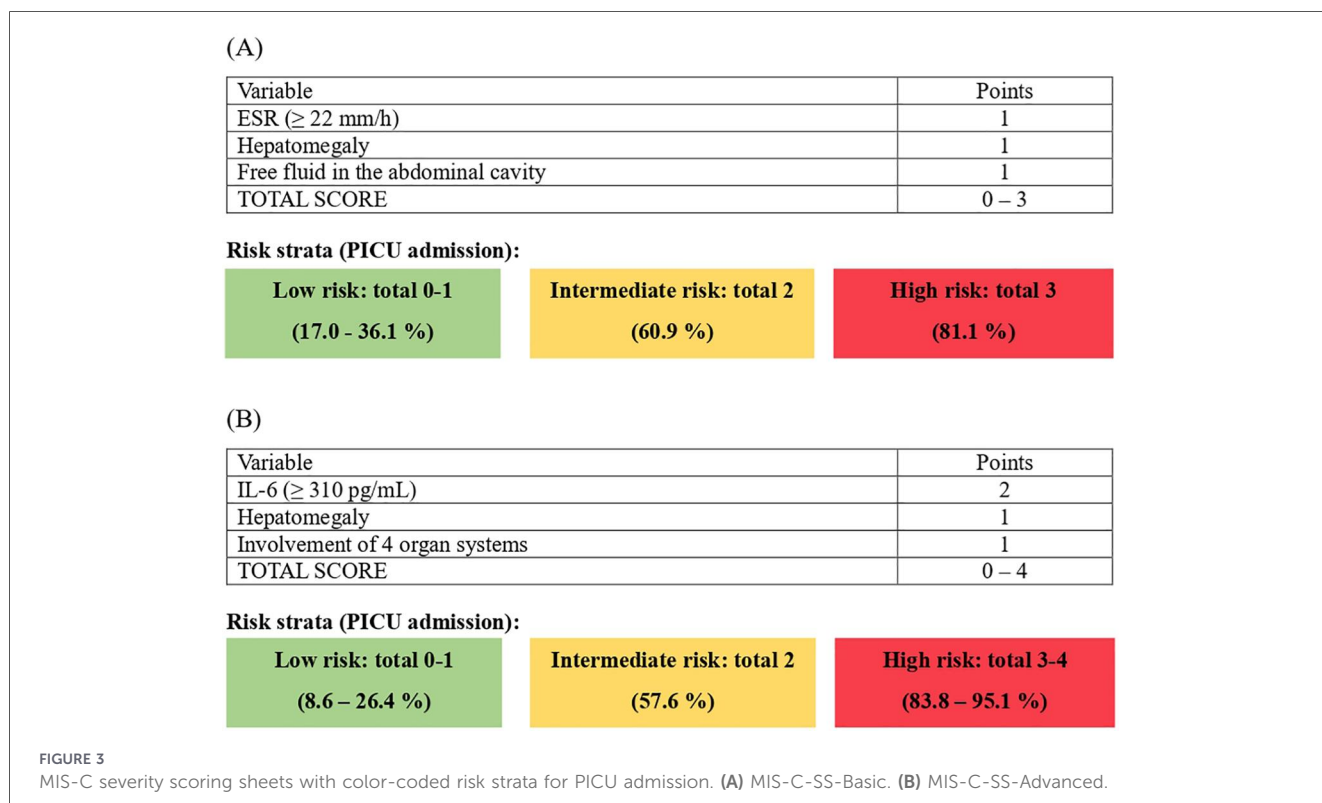 (A)
Variable Points
ESR (≥ 22 mm/h) 1
Hepatomegaly 1
Free fluid in the abdominal cavity 1
TOTAL SCORE 0 – 3
Risk strata (PICU admission):
Low risk: total 0-1 Intermediate risk: total 2 High risk: total 3
(17.0 - 36.1 %) (60.9 %) (81.1 %)
(B)
Variable Points
IL-6 (≥ 310 pg/mL) 2
Hepatomegaly 1
Involvement of 4 organ systems 1
TOTAL SCORE 0 – 4
Risk strata (PICU admission):
Low risk: total 0-1 Intermediate risk: total 2 High risk: total 3-4
(8.6 – 26.4 %) (57.6 %) (83.8 – 95.1 %)
FIGURE 3
MIS-C severity scoring sheets with color-coded risk strata for PICU admission. (A) MIS-C-SS-Basic. (B) MIS-C-SS-Advanced.